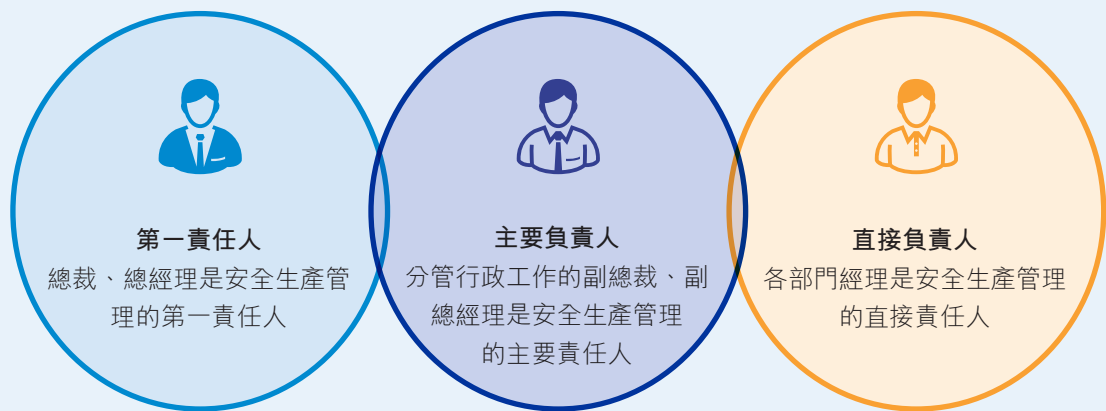 第一責任人
總裁、總經理是安全生產管
理的第一責任人
主要負責人
分管行政工作的副總裁、副
總經理是安全生產管理
的主要責任人
直接負責人
各部門經理是安全生產管理
的直接責任人